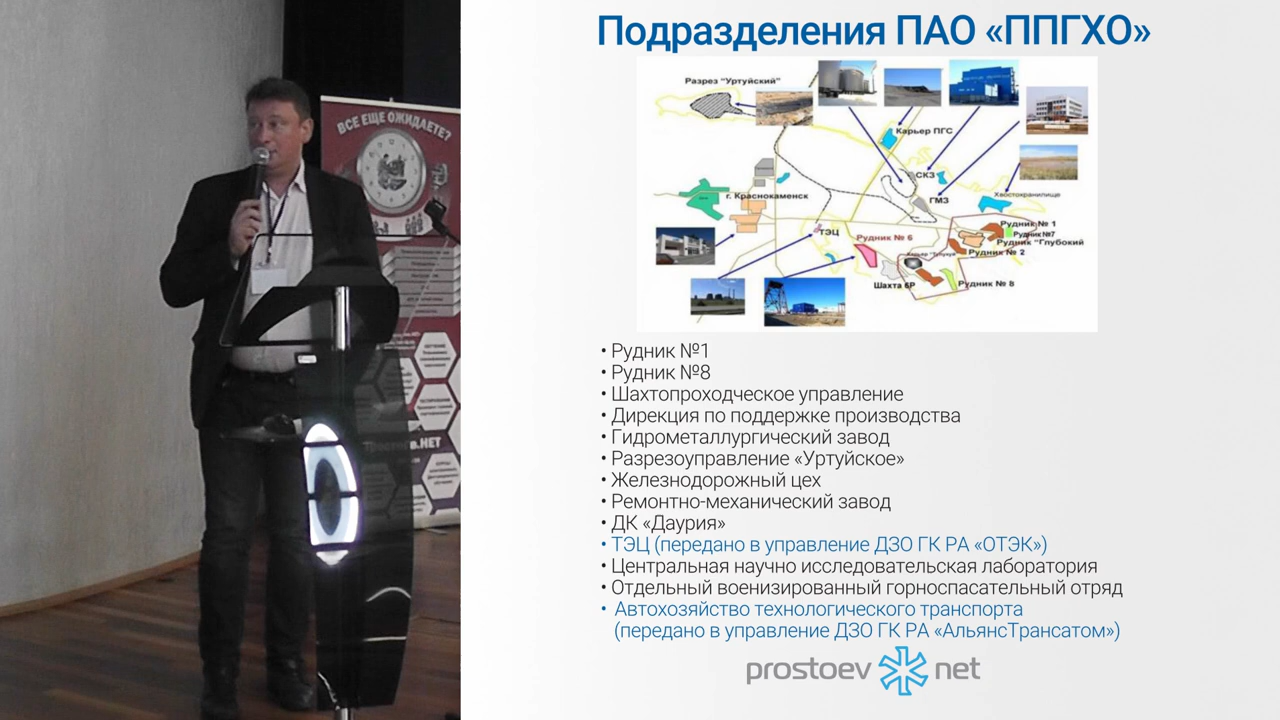 Подразделения ПАО «ППГХО»
ВСЕ ЕЩЕ ОЖИДАЕТЕ?
Разрез "Уртуйский"
Карьер ПГС
СКЗ
ГМЗ
Хвостохранилище
г. Краснокаменск
ТЭЦ
Рудник № 6
Рудник № 1
Рудник №7
Рудник "Глубокий
Рудник № 2
Шахта 6Р
Рудник № 8
• Рудник №1
• Рудник №8
• Шахтопроходческое управление
• Дирекция по поддержке производства
• Гидрометаллургический завод
• Разрезоуправление «Уртуйское»
• Железнодорожный цех
• Ремонтно-механический завод
• ДК «Даурия»
• ТЭЦ (передано в управление ДЗО ГК РА «ОТЭК»)
• Центральная научно исследовательская лаборатория
• Отдельный военизированный горноспасательный отряд
• Автохозяйство технологического транспорта
(передано в управление ДЗО ГК РА «АльянсТрансатом»)
prostoev net